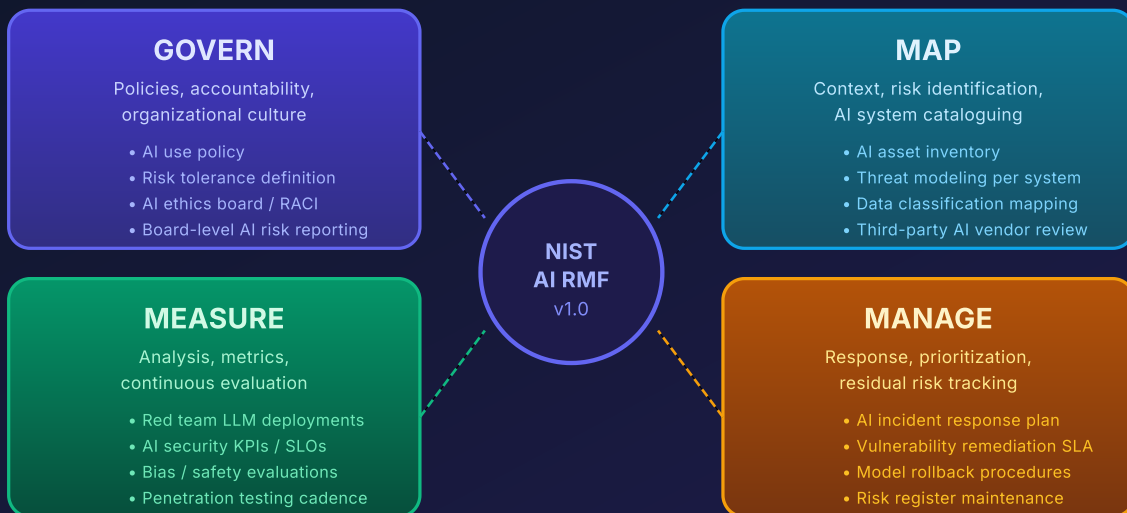 GOVERN
Policies, accountability,
organizational culture
• AI use policy
• Risk tolerance definition
• AI ethics board / RACI
• Board-level AI risk reporting
MAP
Context, risk identification,
AI system cataloguing
• AI asset inventory
• Threat modeling per system
• Data classification mapping
• Third-party AI vendor review
NIST
AI RMF
v1.0
MEASURE
Analysis, metrics,
continuous evaluation
• Red team LLM deployments
• AI security KPIs / SLOs
• Bias / safety evaluations
• Penetration testing cadence
MANAGE
Response, prioritization,
residual risk tracking
• AI incident response plan
• Vulnerability remediation SLA
• Model rollback procedures
• Risk register maintenance